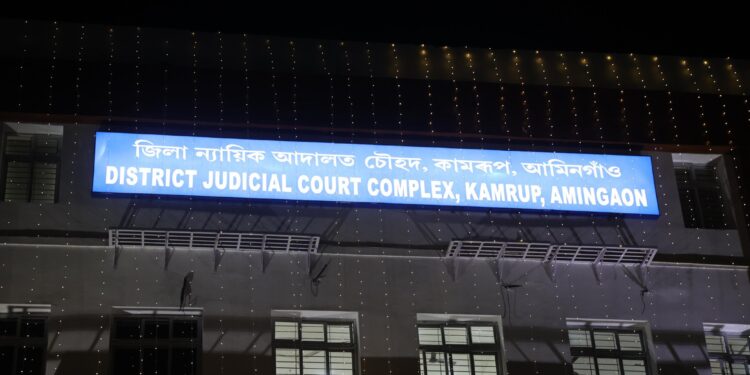 জিলা ন্যায়িক আদালত চৌহদ, কামৰূপ, আমিনগাঁও
DISTRICT JUDICIAL COURT COMPLEX, KAMRUP, AMINGAON